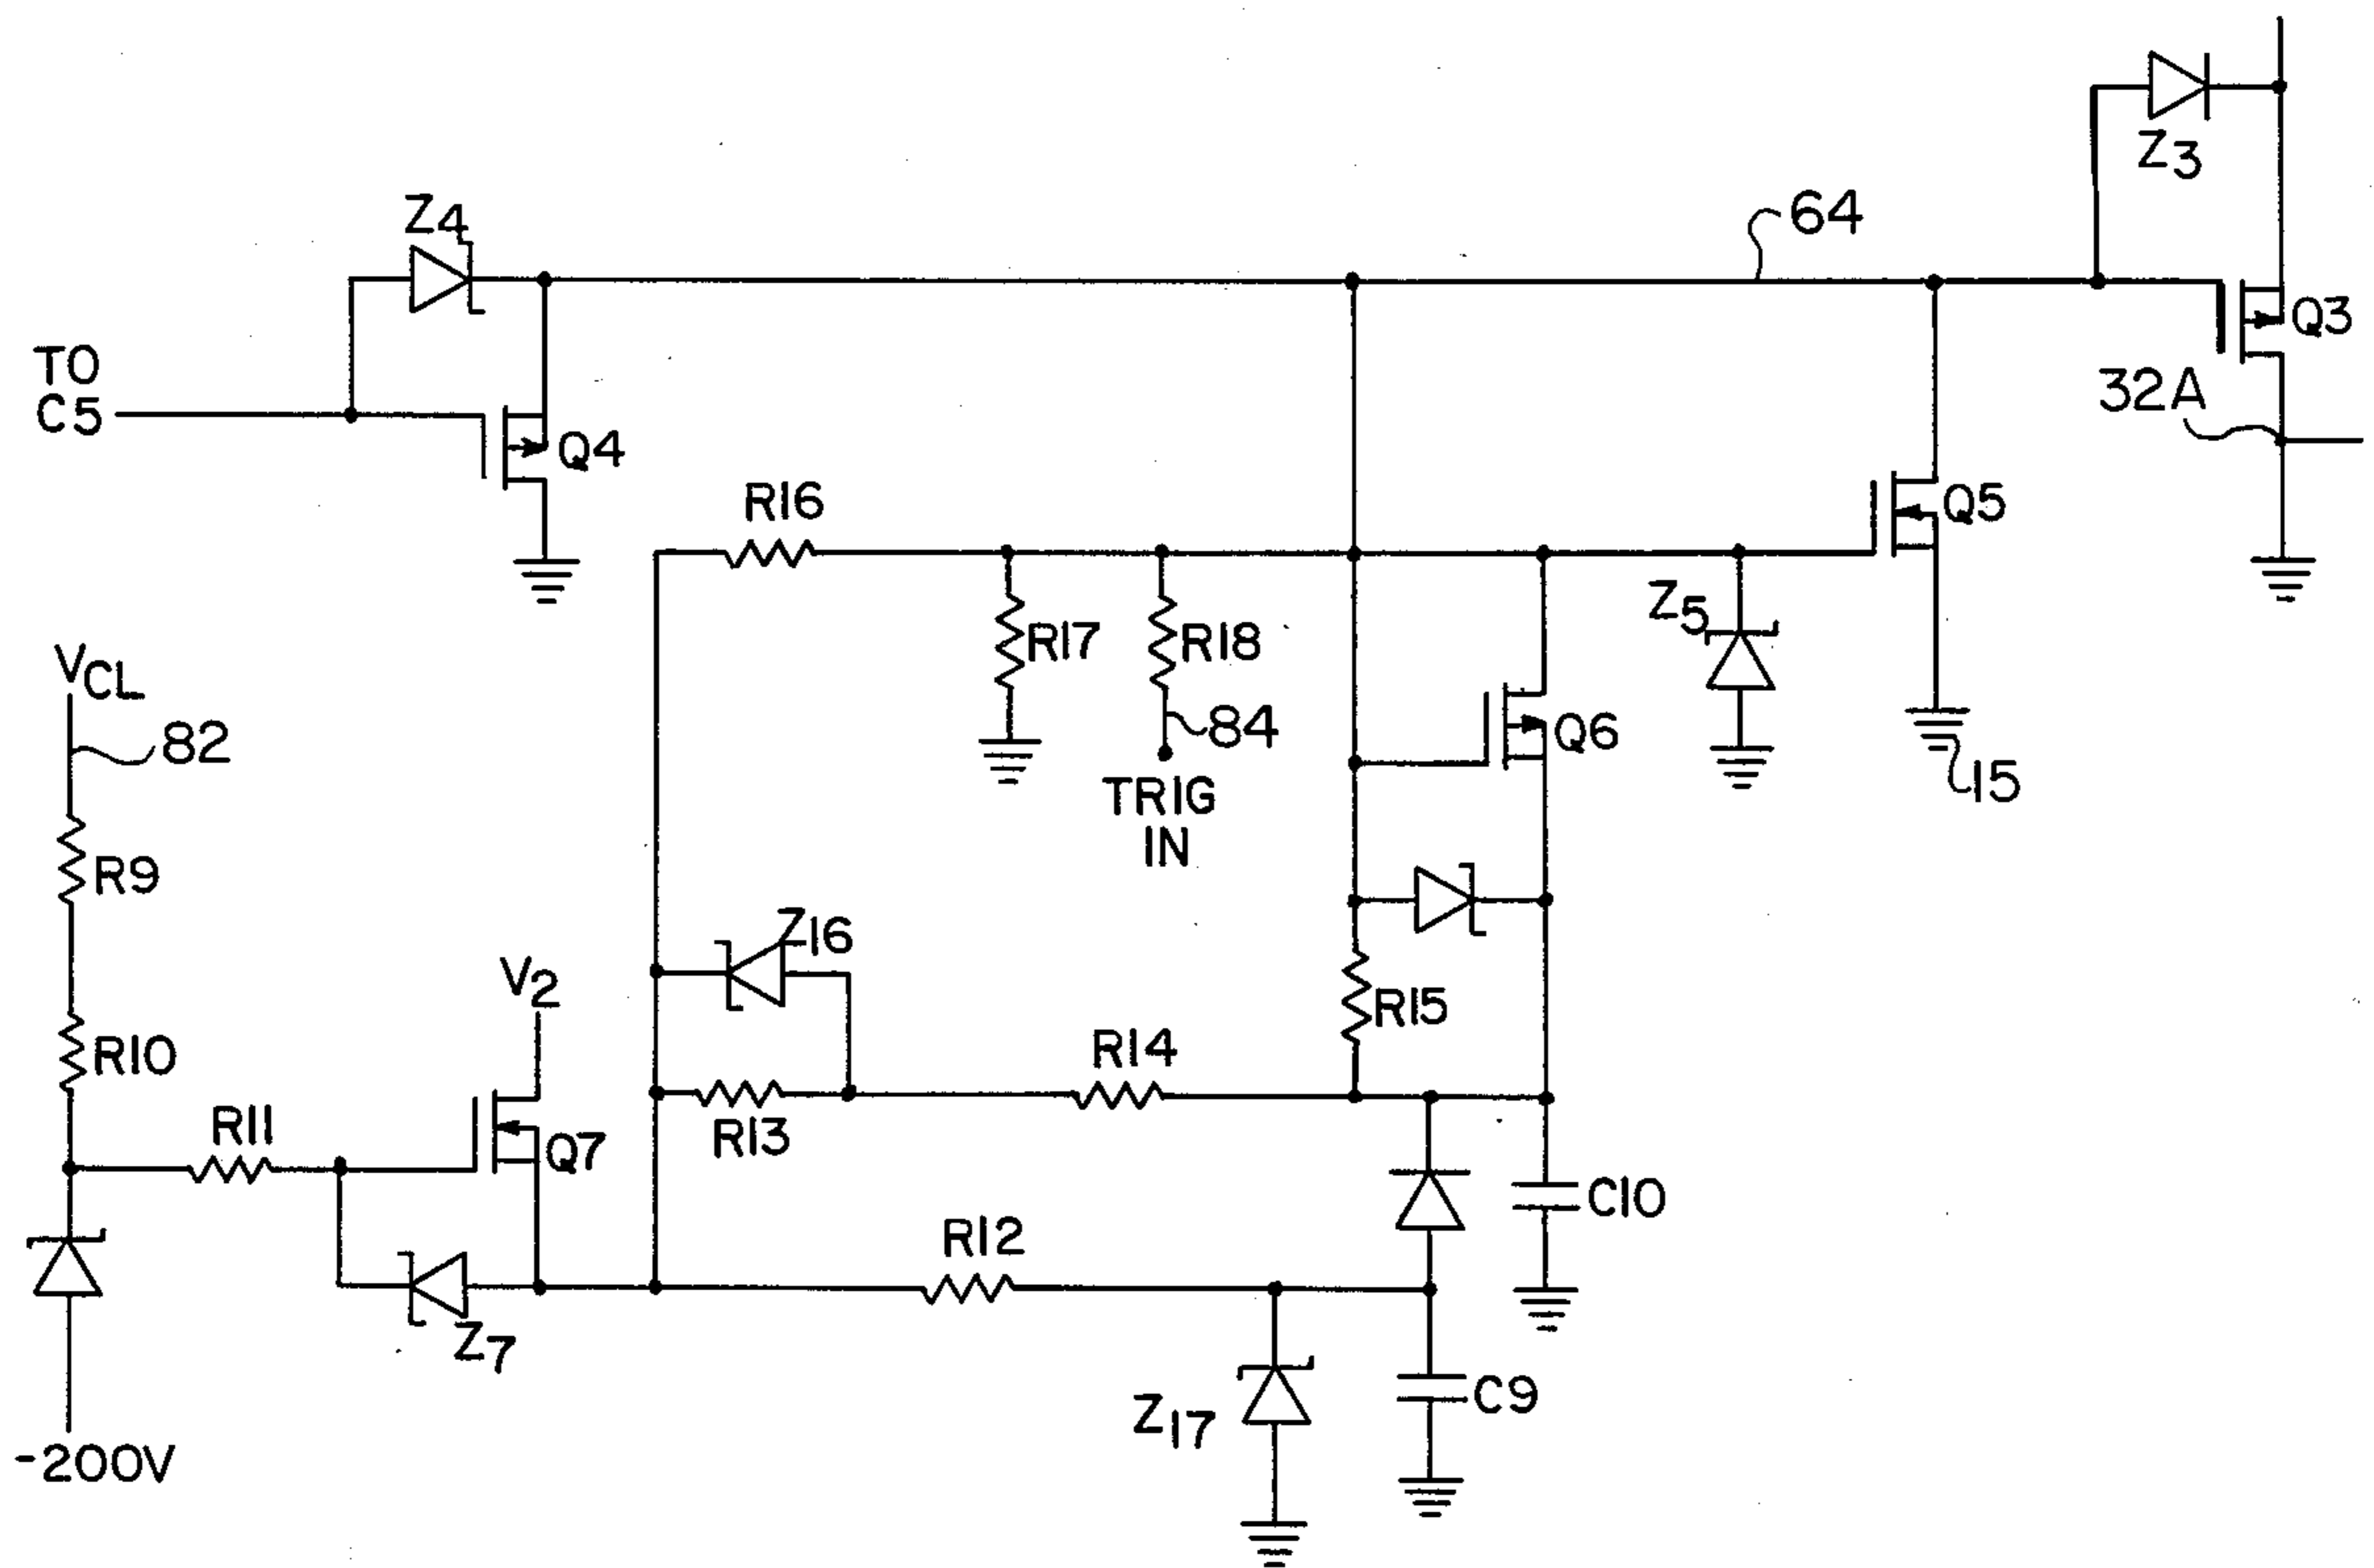 Z3
64
Z4
Q3
TO
C5
32A
Q4
R16
Q5
Z5
R17
R18
VCL
84
Q6
82
TRIG
IN
15
R9
Z16
V2
R15
R10
R14
R11
R13
Q7
C10
R12
Z7
C9
Z17
-200V